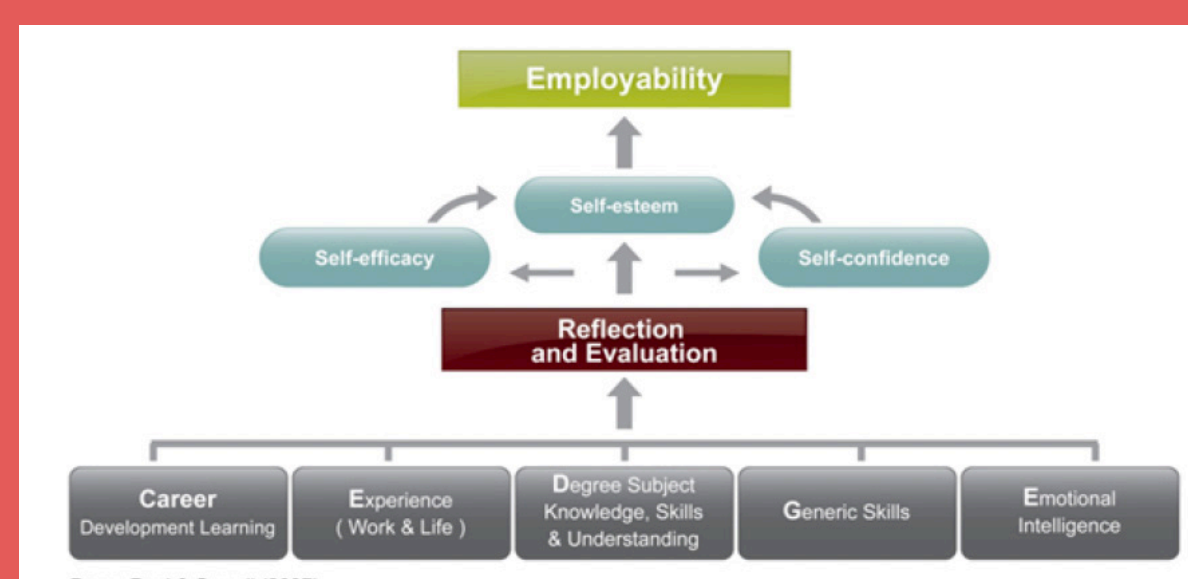 Employability
Self-esteem
Self-efficacy
Self-confidence
Reflection
and Evaluation
Career
Development Learning
Experience
( Work & Life )
Degree Subject
Knowledge, Skills
& Understanding
Generic Skills
Emotional
Intelligence